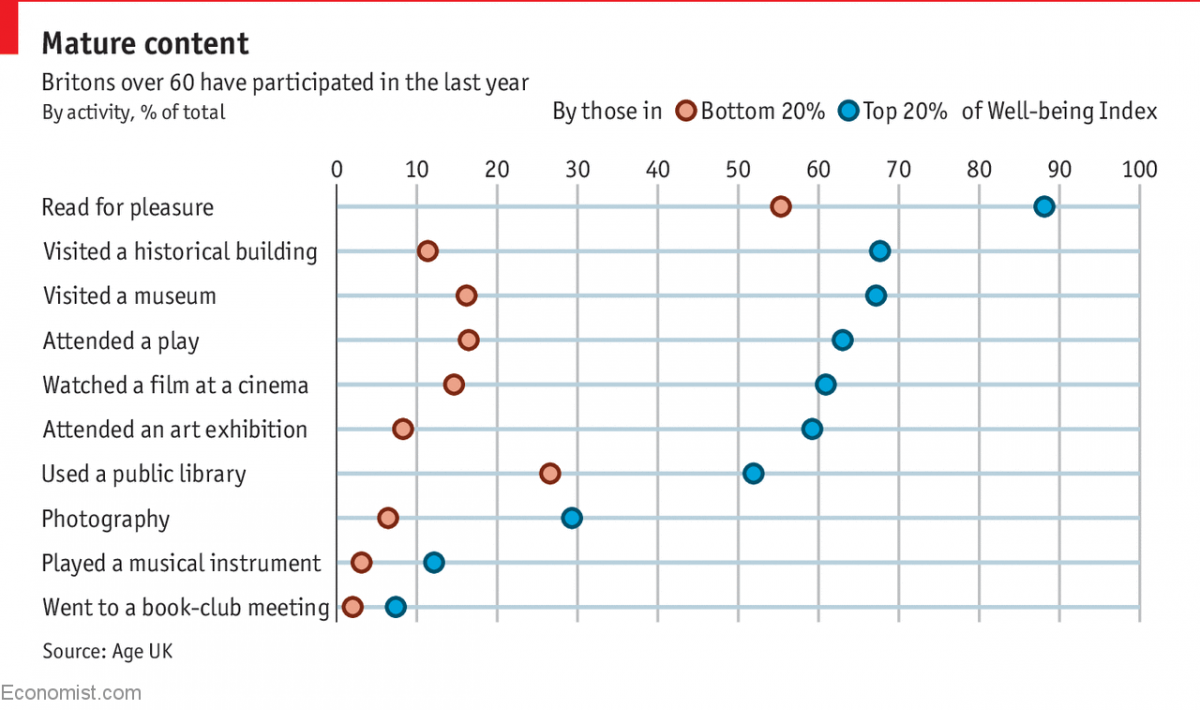 Mature content
Britons over 60 have participated in the last year
By activity, % of total
By those in Bottom 20% Top 20% of Well-being Index
0 10 20 30 40 50 60 70 80 90 100
Read for pleasure
Visited a historical building
Visited a museum
Attended a play
Watched a film at a cinema
Attended an art exhibition
Used a public library
Photography
Played a musical instrument
Went to a book-club meeting
Source: Age UK
Economist.com